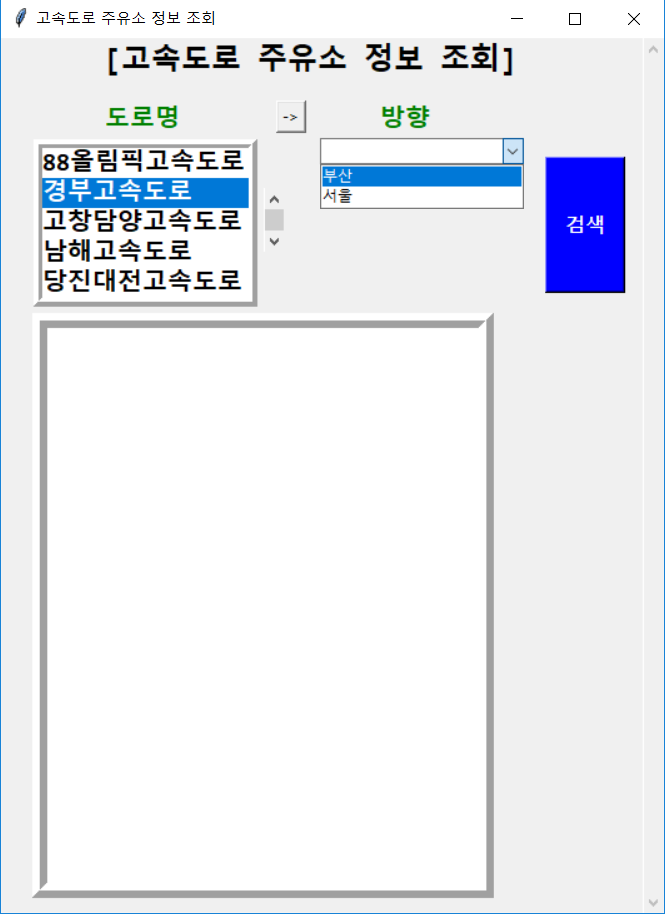 고속도로 주유소 정보 조회
[고속도로 주유소 정보 조회]
도로명
->
방향
88올림픽고속도로
경부고속도로
고창담양고속도로
남해고속도로
당진대전고속도로
부산
서울
검색